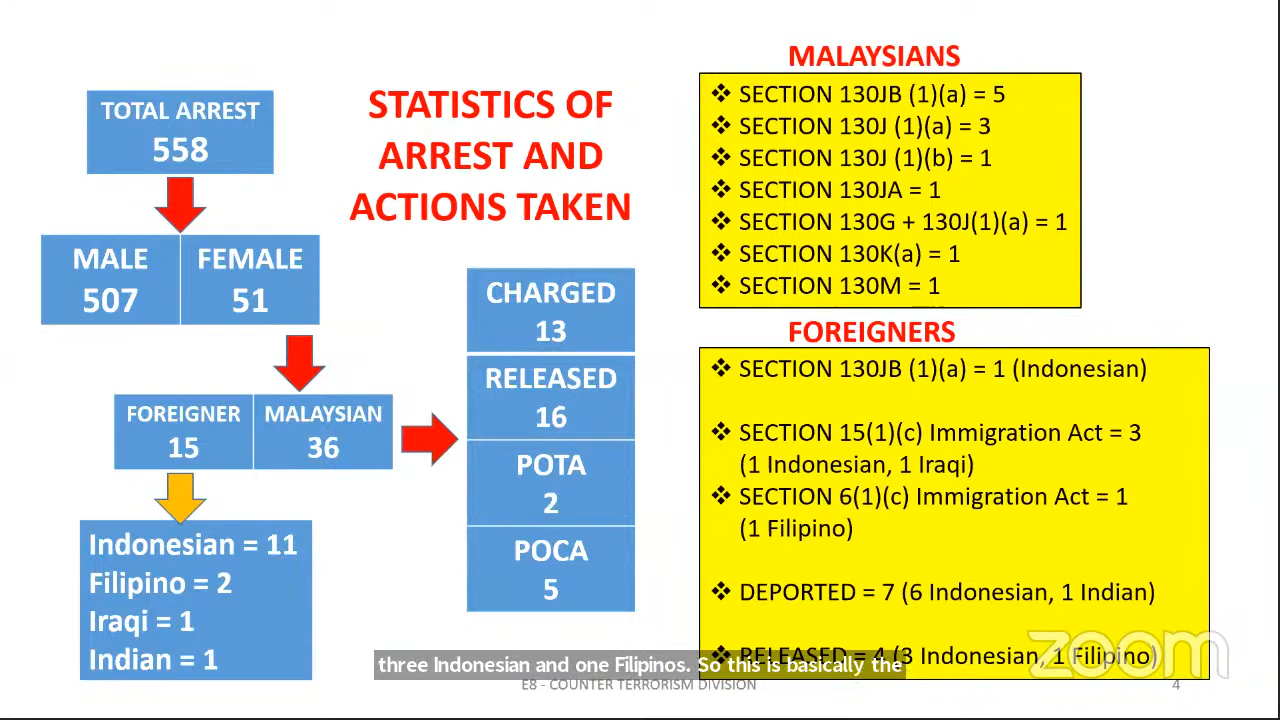 STATISTICS OF
ARREST AND
ACTIONS TAKEN
TOTAL ARREST
558
MALE
507
FEMALE
51
FOREIGNER
15
MALAYSIAN
36
Indonesian = 11
Filipino = 2
Iraqi = 1
Indian = 1
CHARGED
13
RELEASED
16
POTA
2
POCA
5
MALAYSIANS
❖ SECTION 130JB (1)(a) = 5
❖ SECTION 130J (1)(a) = 3
❖ SECTION 130J (1)(b) = 1
❖ SECTION 130JA = 1
❖ SECTION 130G + 130J(1)(a) = 1
❖ SECTION 130K(a) = 1
❖ SECTION 130M = 1
FOREIGNERS
❖ SECTION 130JB (1)(a) = 1 (Indonesian)
❖ SECTION 15(1)(c) Immigration Act = 3
(1 Indonesian, 1 Iraqi)
❖ SECTION 6(1)(c) Immigration Act = 1
(1 Filipino)
❖ DEPORTED = 7 (6 Indonesian, 1 Indian)
❖ RELEASED = 4 (3 Indonesian, 1 Filipino)
three Indonesian and one Filipinos. So this is basically the
E8 - COUNTER TERRORISM DIVISION
4
zoom